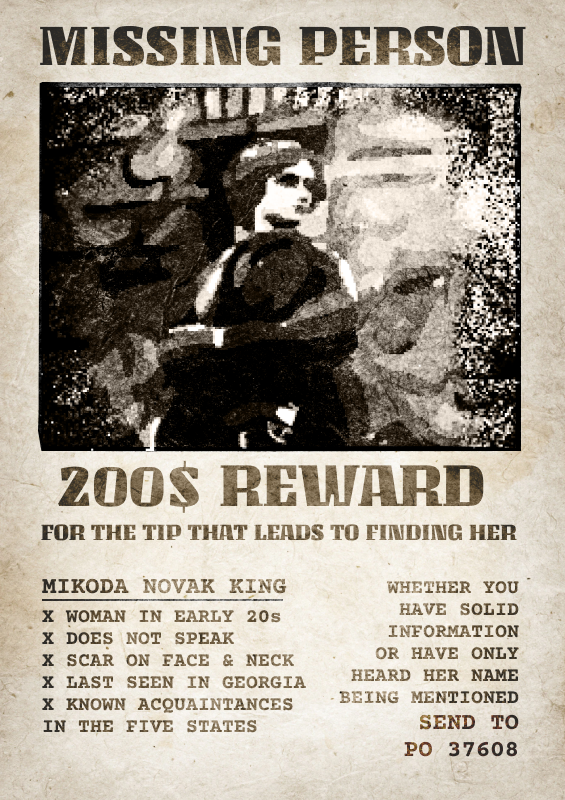 MISSING PERSON
200$ REWARD
FOR THE TIP THAT LEADS TO FINDING HER
MIKODA NOVAK KING
X WOMAN IN EARLY 20s
X DOES NOT SPEAK
X SCAR ON FACE & NECK
X LAST SEEN IN GEORGIA
X KNOWN ACQUAINTANCES
IN THE FIVE STATES
WHETHER YOU
HAVE SOLID
INFORMATION
OR HAVE ONLY
HEARD HER NAME
BEING MENTIONED
SEND TO
PO 37608